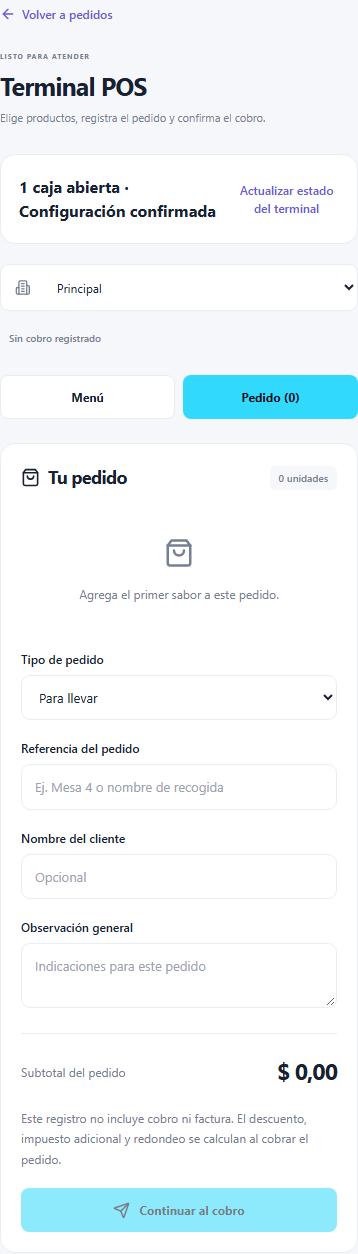 Volver a pedidos
LISTO PARA ATENDER
Terminal POS
Elige productos, registra el pedido y confirma el cobro.
1 caja abierta ·
Configuración confirmada
Actualizar estado
del terminal
Principal
Sin cobro registrado
Menú
Pedido (0)
Tu pedido
0 unidades
Agrega el primer sabor a este pedido.
Tipo de pedido
Para llevar
Referencia del pedido
Ej. Mesa 4 o nombre de recogida
Nombre del cliente
Opcional
Observación general
Indicaciones para este pedido
Subtotal del pedido
$ 0,00
Este registro no incluye cobro ni factura. El descuento,
impuesto adicional y redondeo se calculan al cobrar el
pedido.
Continuar al cobro